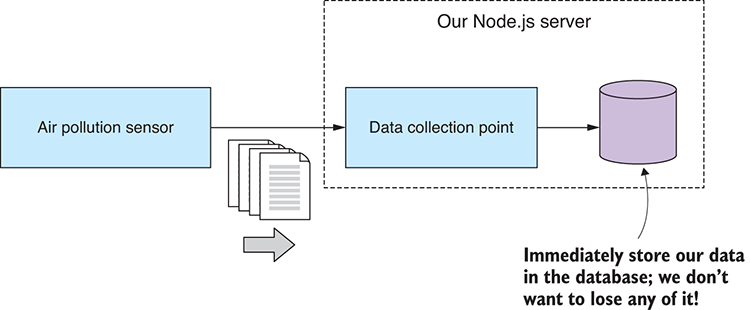 Our Node.js server
Air pollution sensor
Data collection point
Immediately store our data
in the database; we don’t
want to lose any of it!